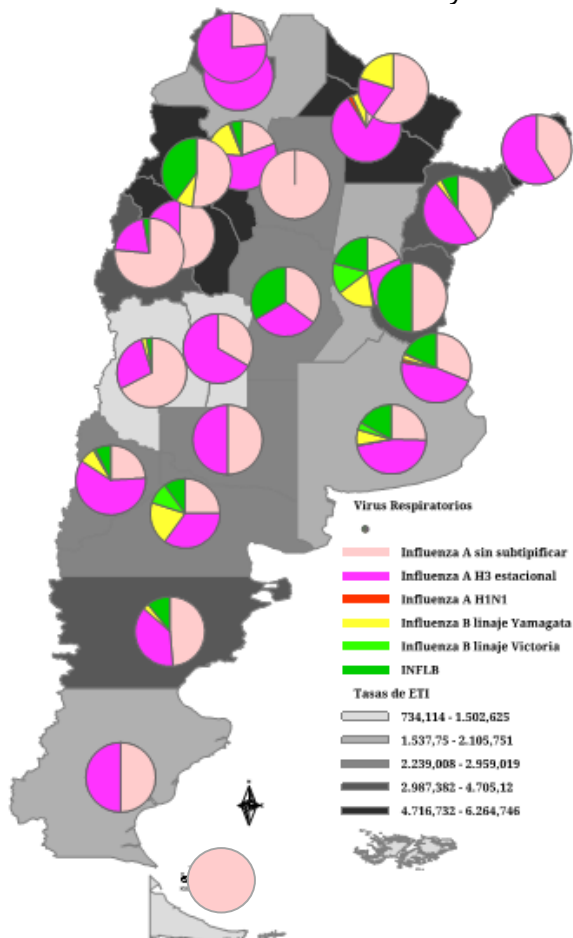 Virus Respiratorios
Influenza A sin subtipificar
Influenza A H3 estacional
Influenza A H1N1
Influenza B linaje Yamagata
Influenza B linaje Victoria
INFLB
Tasas de ETI
734,114 - 1.502,625
1.537,75 - 2.105,751
2.239,008 - 2.959,019
2.987,382 - 4.705,12
4.716,732 - 6.264,746